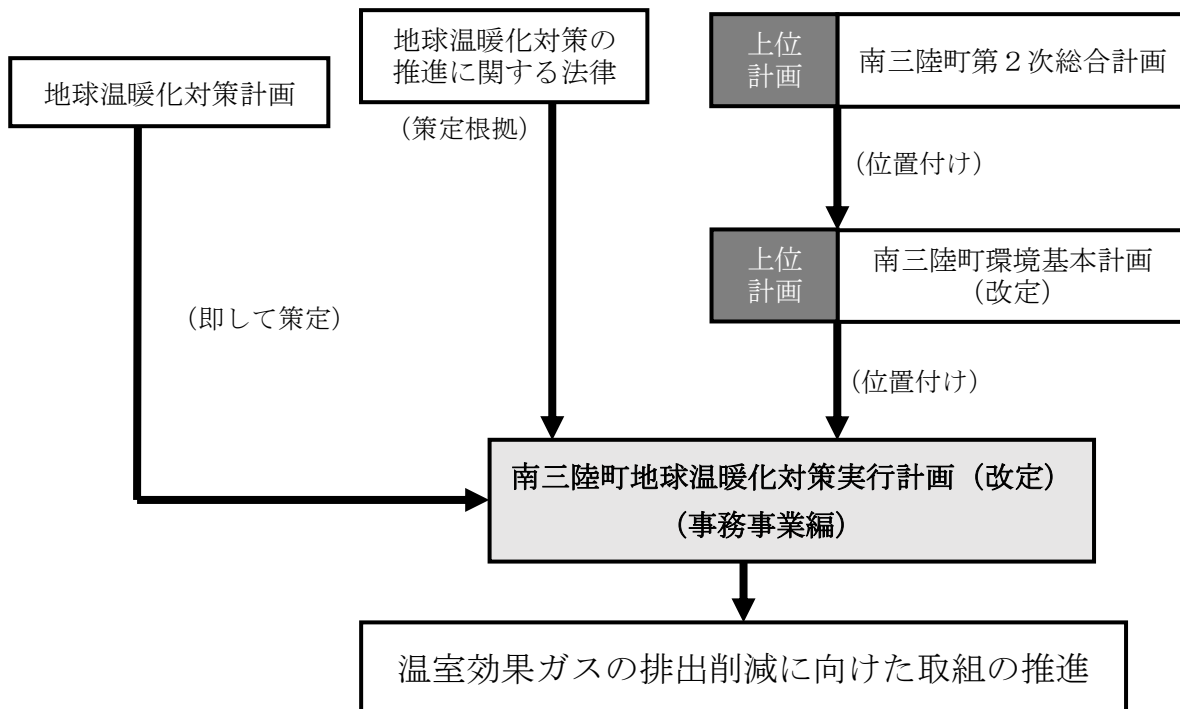 地球温暖化対策計画
地球温暖化対策の
推進に関する法律
（策定根拠）
上位
計画
南三陸町第２次総合計画
（位置付け）
上位
計画
南三陸町環境基本計画
（改定）
（即して策定）
（位置付け）
南三陸町地球温暖化対策実行計画（改定）
（事務事業編）
温室効果ガスの排出削減に向けた取組の推進